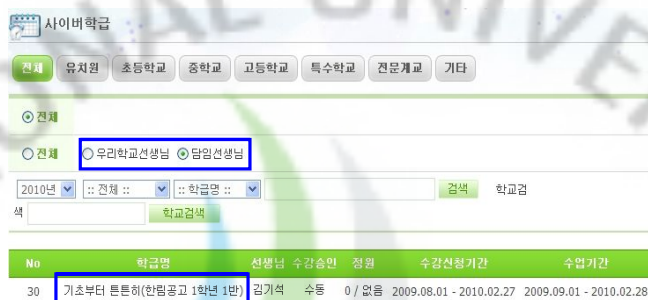 사이버학급
전체 유치원 초등학교 중학교 고등학교 특수학교 전문계교 기타
전체
전체 우리학교선생님 담임선생님
2010년 :: 전체 :: :: 학급명 :: 검색 학교검
색 학교검색
No 학급명 선생님 수강승인 정원 수강신청기간 수업기간
30 기초부터 튼튼히(한림공고 1학년 1반) 김기석 수동 0 / 없음 2009.08.01 - 2010.02.27 2009.09.01 - 2010.02.28